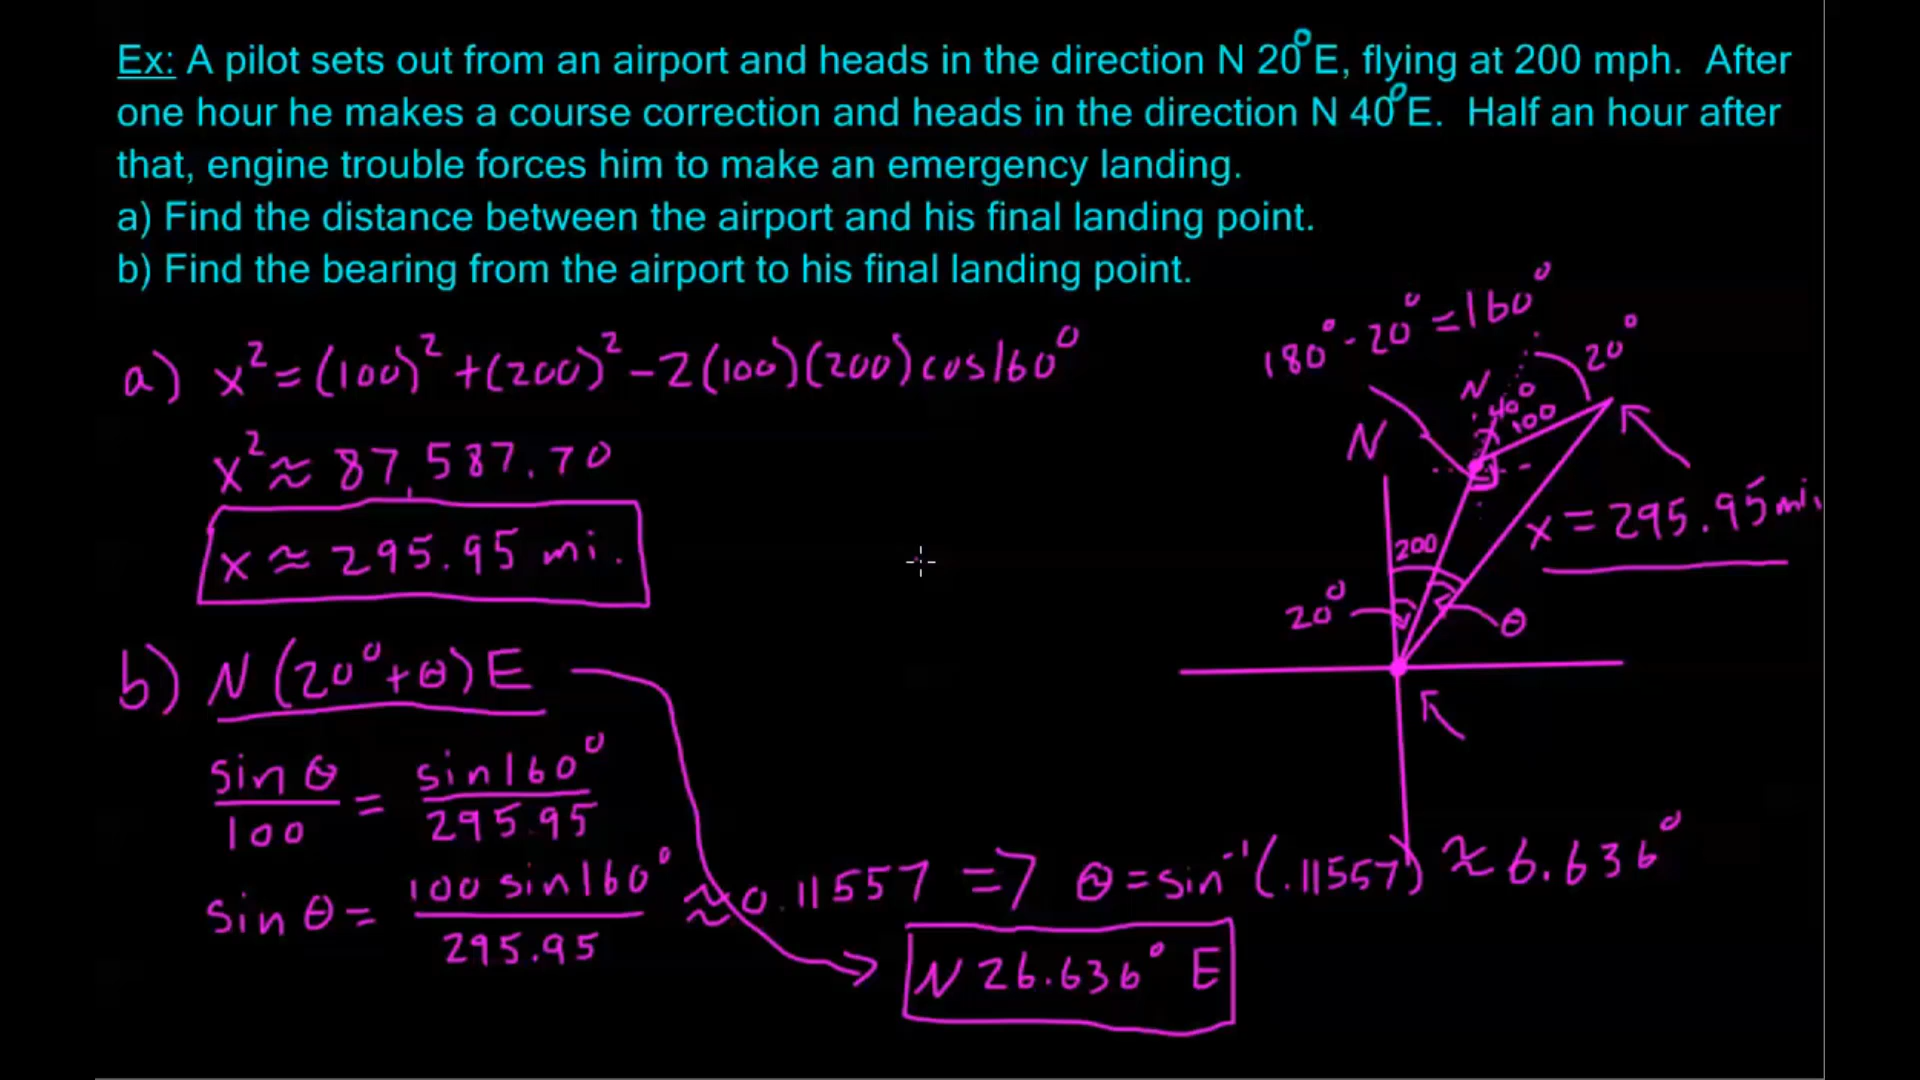 Ex: A pilot sets out from an airport and heads in the direction N 20°E, flying at 200 mph. After
one hour he makes a course correction and heads in the direction N 40°E. Half an hour after
that, engine trouble forces him to make an emergency landing.
a) Find the distance between the airport and his final landing point.
b) Find the bearing from the airport to his final landing point.
180° - 20° = 160°
20°
a) x² = (100)² + (200)² - 2(100)(200) cos 160°
N
40°
100
N
x² ≈ 87,587.70
x = 295.95 mi.
x ≈ 295.95 mi.
200
20°
θ
b) N (20° + θ) E
sin θ / 100 = sin 160° / 295.95
sin θ = 100 sin 160° / 295.95 ≈ 0.11557 => θ = sin⁻¹(.11557) ≈ 6.636°
N 26.636° E